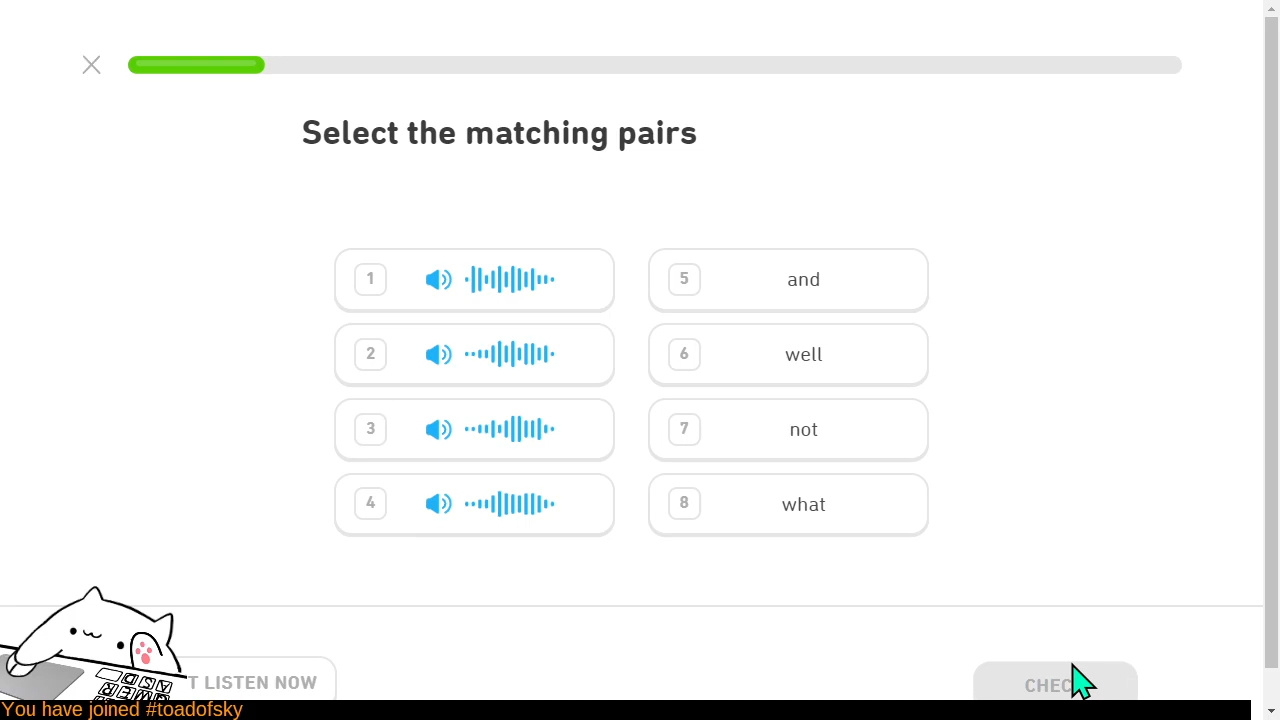 Select the matching pairs
1
5 and
2
6 well
3
7 not
4
8 what
T LISTEN NOW
CHEC
You have joined #toadofsky